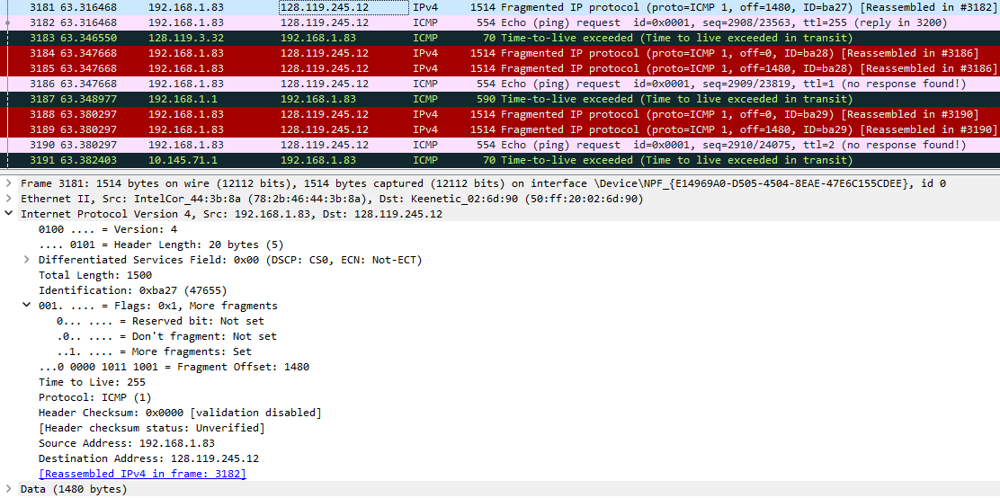 3181 63.316468 192.168.1.83 128.119.245.12 IPv4 1514 Fragmented IP protocol (proto=ICMP 1, off=1480, ID=ba27) [Reassembled in #3182]
3182 63.316468 192.168.1.83 128.119.245.12 ICMP 554 Echo (ping) request id=0x0001, seq=2908/23563, ttl=255 (reply in 3200)
3183 63.346550 128.119.3.32 192.168.1.83 ICMP 70 Time-to-live exceeded (Time to live exceeded in transit)
3184 63.347668 192.168.1.83 128.119.245.12 IPv4 1514 Fragmented IP protocol (proto=ICMP 1, off=0, ID=ba28) [Reassembled in #3186]
3185 63.347668 192.168.1.83 128.119.245.12 IPv4 1514 Fragmented IP protocol (proto=ICMP 1, off=1480, ID=ba28) [Reassembled in #3186]
3186 63.347668 192.168.1.83 128.119.245.12 ICMP 554 Echo (ping) request id=0x0001, seq=2909/23819, ttl=1 (no response found!)
3187 63.348977 192.168.1.1 192.168.1.83 ICMP 590 Time-to-live exceeded (Time to live exceeded in transit)
3188 63.380297 192.168.1.83 128.119.245.12 IPv4 1514 Fragmented IP protocol (proto=ICMP 1, off=0, ID=ba29) [Reassembled in #3190]
3189 63.380297 192.168.1.83 128.119.245.12 IPv4 1514 Fragmented IP protocol (proto=ICMP 1, off=1480, ID=ba29) [Reassembled in #3190]
3190 63.380297 192.168.1.83 128.119.245.12 ICMP 554 Echo (ping) request id=0x0001, seq=2910/24075, ttl=2 (no response found!)
3191 63.382403 10.145.71.1 192.168.1.83 ICMP 70 Time-to-live exceeded (Time to live exceeded in transit)
Frame 3181: 1514 bytes on wire (12112 bits), 1514 bytes captured (12112 bits) on interface \Device\NPF_{E14969A0-D505-4504-8EAE-47E6C155CDEE}, id 0
Ethernet II, Src: IntelCor_44:3b:8a (78:2b:46:44:3b:8a), Dst: Keenetic_02:6d:90 (50:ff:20:02:6d:90)
Internet Protocol Version 4, Src: 192.168.1.83, Dst: 128.119.245.12
0100 .... = Version: 4
.... 0101 = Header Length: 20 bytes (5)
Differentiated Services Field: 0x00 (DSCP: CS0, ECN: Not-ECT)
Total Length: 1500
Identification: 0xba27 (47655)
001. .... = Flags: 0x1, More fragments
0... .... = Reserved bit: Not set
.0.. .... = Don't fragment: Not set
..1. .... = More fragments: Set
...0 0000 1011 1001 = Fragment Offset: 1480
Time to Live: 255
Protocol: ICMP (1)
Header Checksum: 0x0000 [validation disabled]
[Header checksum status: Unverified]
Source Address: 192.168.1.83
Destination Address: 128.119.245.12
[Reassembled IPv4 in frame: 3182]
Data (1480 bytes)